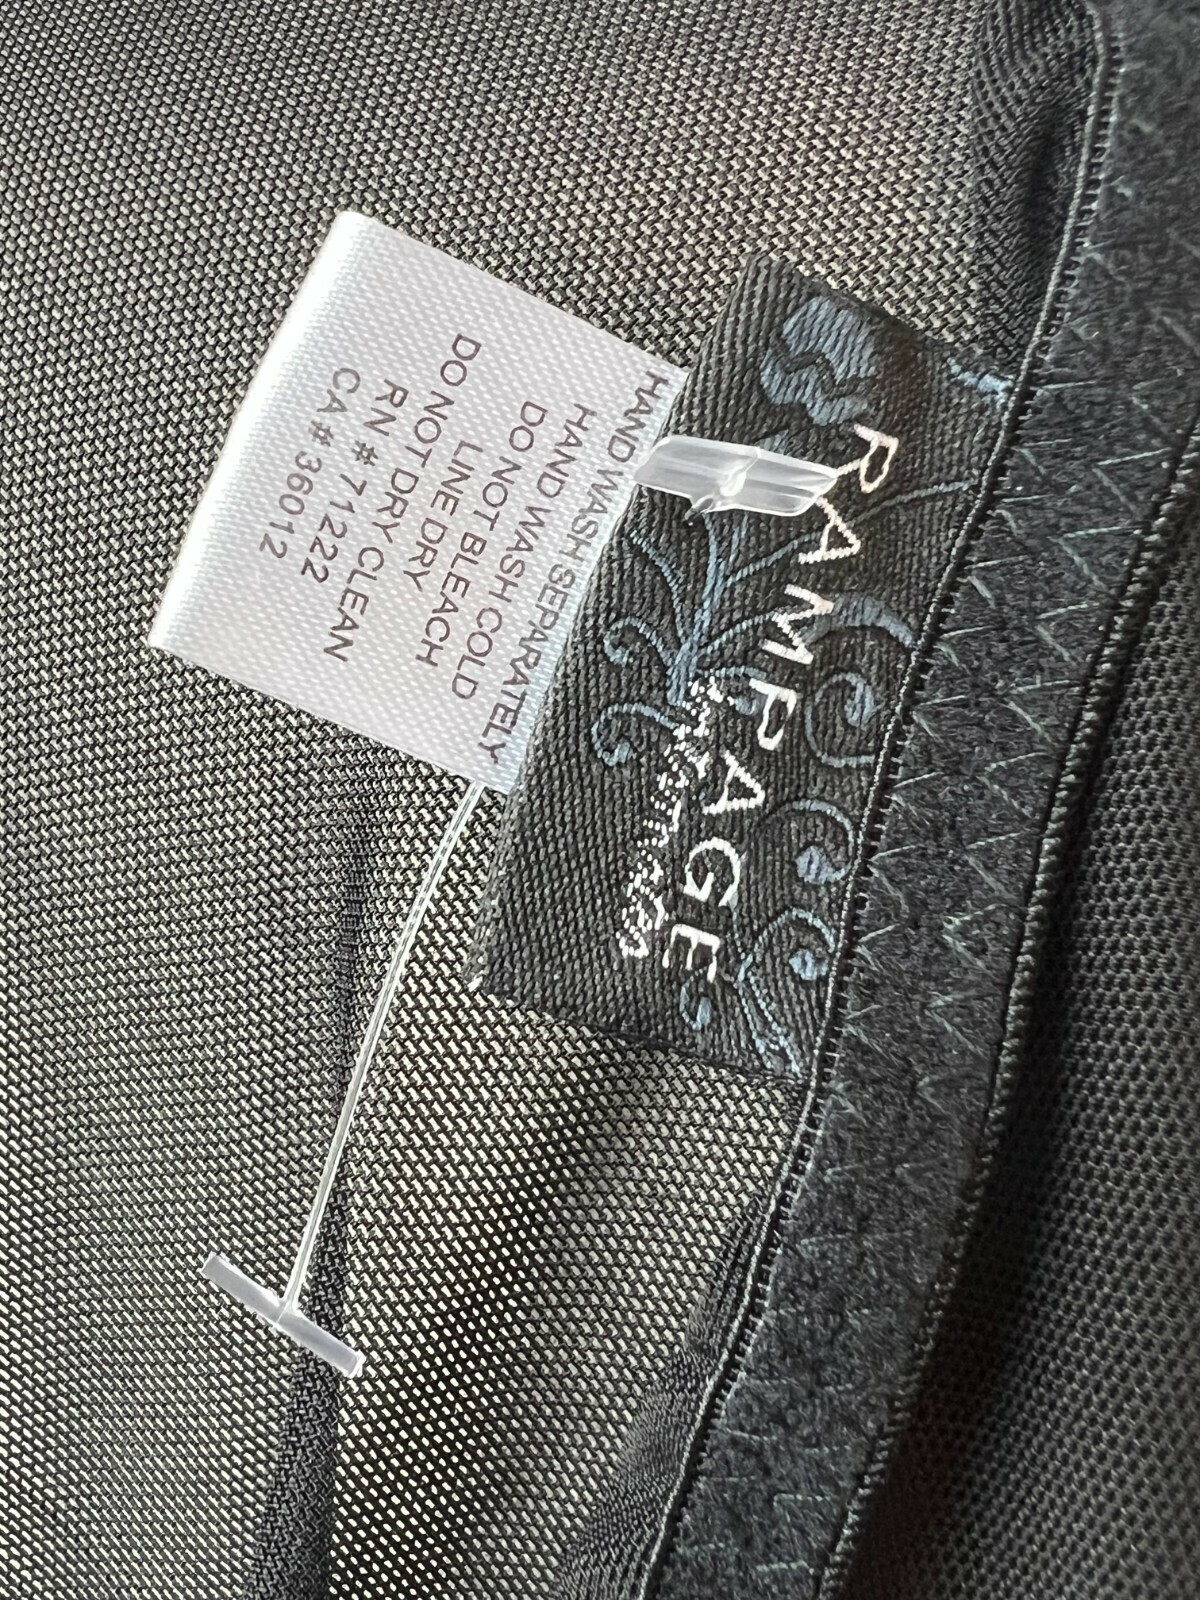 RAMPAGE
HAND WASH SEPARATELY
HAND WASH COLD
DO NOT BLEACH
LINE DRY
DO NOT DRY CLEAN
RN # 71222
CA # 36012